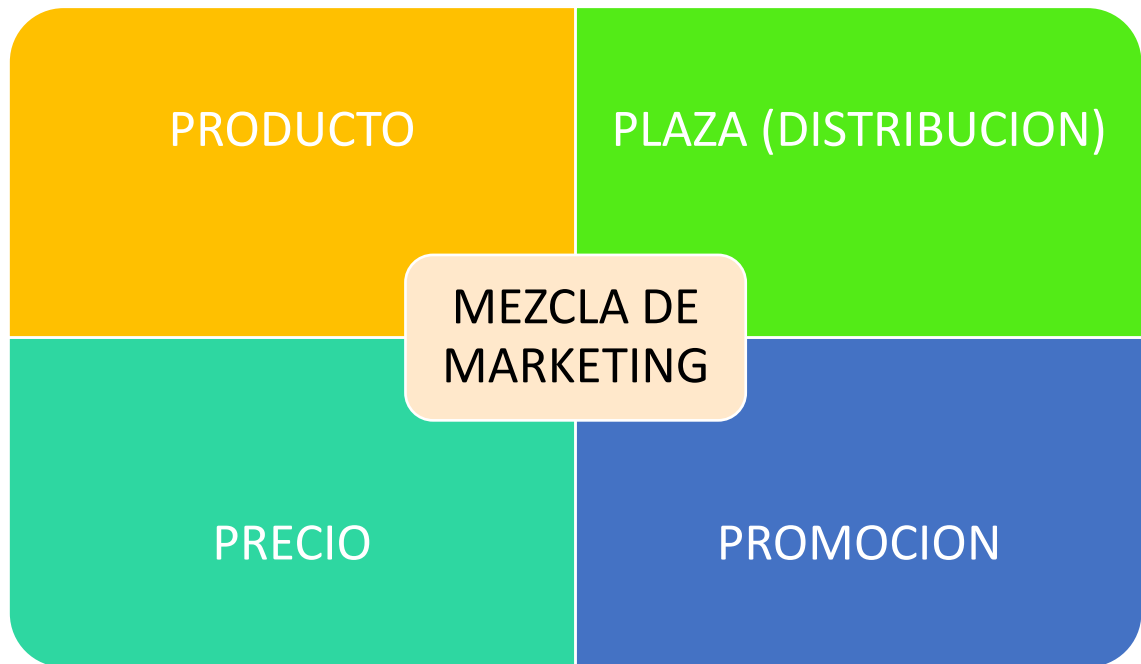 PRODUCTO
PLAZA (DISTRIBUCION)
MEZCLA DE
MARKETING
PRECIO
PROMOCION